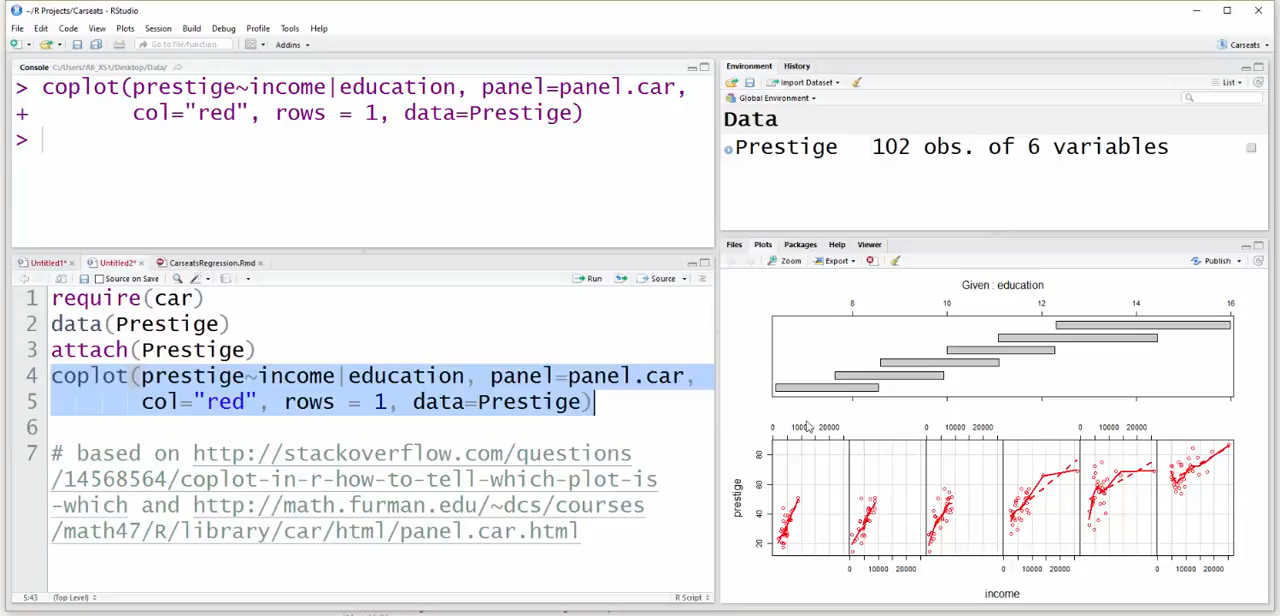 ~/R Projects/Carseats - RStudio
File Edit Code View Plots Session Build Debug Profile Tools Help
Go to file/function Addins Carseats
Console C:/Users/Ali_XS1/Desktop/Data/
> coplot(prestige~income|education, panel=panel.car,
+ col="red", rows = 1, data=Prestige)
>
Untitled1* Untitled2* CarseatsRegression.Rmd
Source on Save Run Source
1 require(car)
2 data(Prestige)
3 attach(Prestige)
4 coplot(prestige~income|education, panel=panel.car,
5 col="red", rows = 1, data=Prestige)
6
7 # based on http://stackoverflow.com/questions
/14568564/coplot-in-r-how-to-tell-which-plot-is
-which and http://math.furman.edu/~dcs/courses
/math47/R/library/car/html/panel.car.html
5:43 (Top Level) R Script
Environment History
Import Dataset List
Global Environment
Data
Prestige 102 obs. of 6 variables
Files Plots Packages Help Viewer
Zoom Export Publish
Given : education
8 10 12 14 16
0 10000 20000 0 10000 20000 0 10000 20000
prestige
80
60
40
20
0 10000 20000 0 10000 20000 0 10000 20000
income